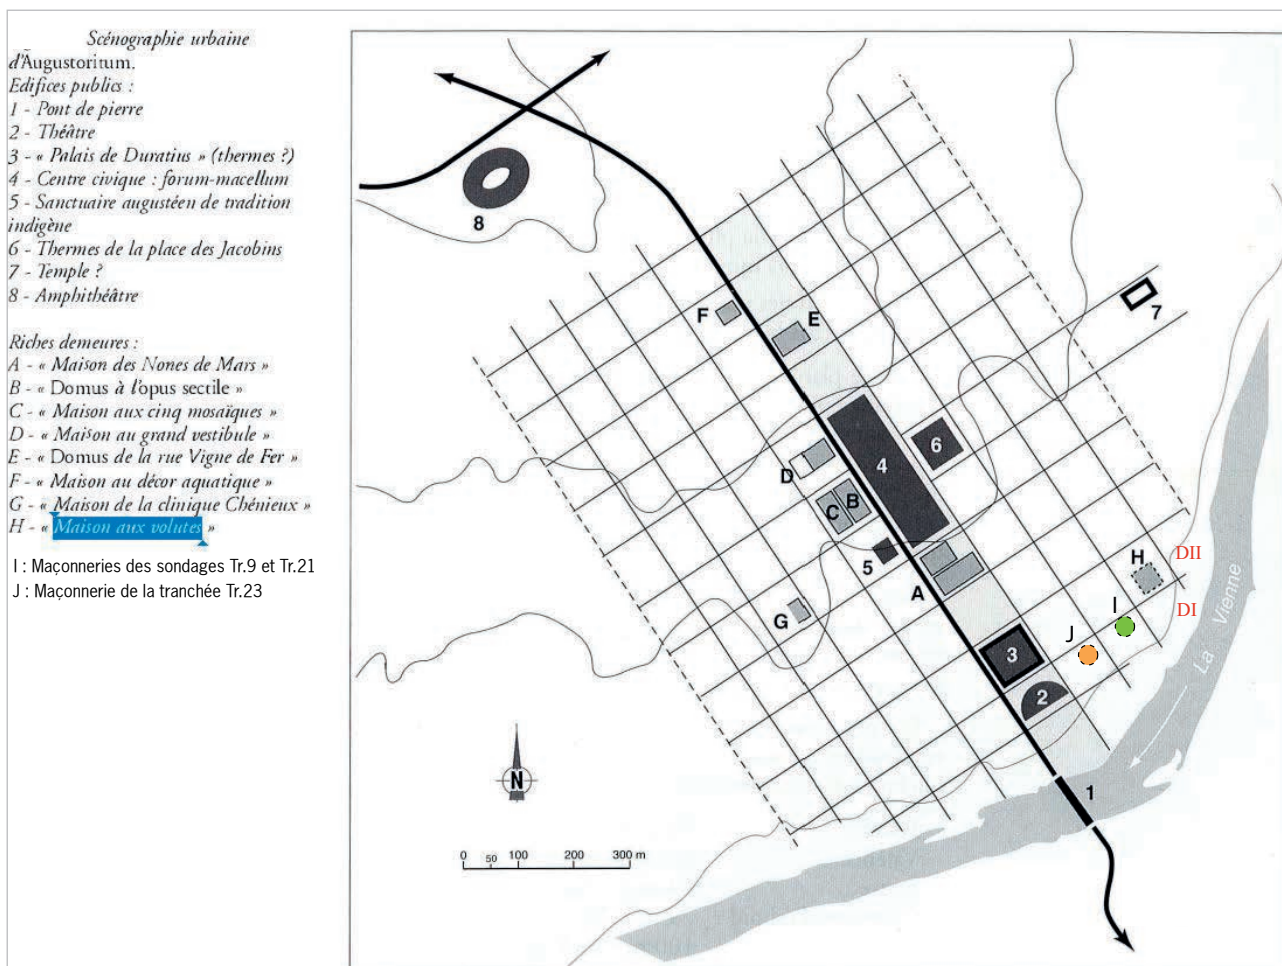 Scénographie urbaine
d'Augustoritum.
Edifices publics :
1 - Pont de pierre
2 - Théâtre
3 - « Palais de Duratius » (thermes ?)
4 - Centre civique : forum-macellum
5 - Sanctuaire augustéen de tradition
indigène
6 - Thermes de la place des Jacobins
7 - Temple ?
8 - Amphithéâtre
Riches demeures :
A - « Maison des Nones de Mars »
B - « Domus à l'opus sectile »
C - « Maison aux cinq mosaïques »
D - « Maison au grand vestibule »
E - « Domus de la rue Vigne de Fer »
F - « Maison au décor aquatique »
G - « Maison de la clinique Chénieux »
H - « Maison aux volutes »
I : Maçonneries des sondages Tr.9 et Tr.21
J : Maçonnerie de la tranchée Tr.23
8
7
F
E
6
4
D
B
C
5
A
H
DII
DI
I
G
J
3
2
La Vienne
1
N
0 50 100 200 300 m